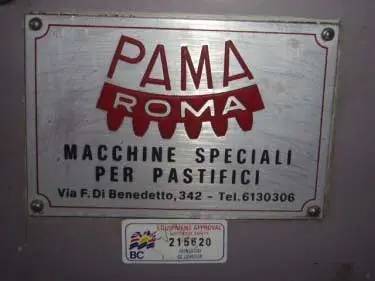 PAMA
ROMA
MACCHINE SPECIALI
PER PASTIFICI
Via F. Di Benedetto, 342 - Tel. 6130306
EQUIPMENT APPROVAL
215620
BC